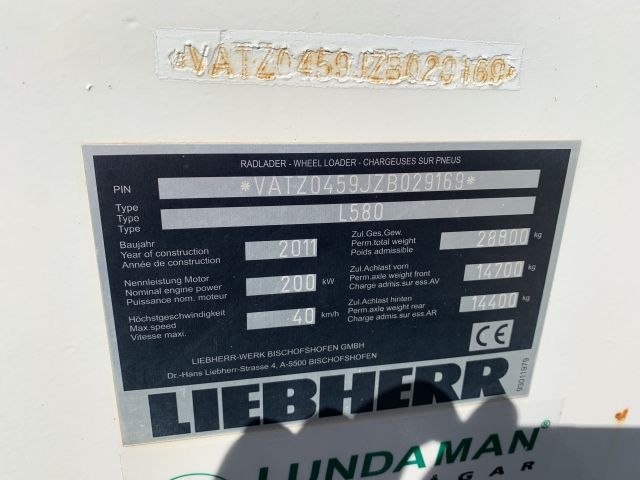 *VATZ0459JZB029169*
RADLADER - WHEEL LOADER - CHARGEUSES SUR PNEUS
PIN *VATZ0459JZB029169*
Type
Type L580
Type
Baujahr
Year of construction 2011
Année de construction
Nennleistung Motor
Nominal engine power 200 kW
Puissance nom. moteur
Höchstgeschwindigkeit
Max.speed 40 km/h
Vitesse maxi.
Zul.Ges.Gew.
Perm.total weight 28800 kg
Poids admissible
Zul.Achlast vorn
Perm.axle weight front 14700 kg
Charge admis.sur ess.AV
Zul.Achlast hinten
Perm.axle weight rear 14400 kg
Charge admis.sur ess.AR
CE
LIEBHERR-WERK BISCHOFSHOFEN GMBH
Dr.-Hans Liebherr-Strasse 4, A-5500 BISCHOFSHOFEN
93011979
LIEBHERR
LUNDAMAN®